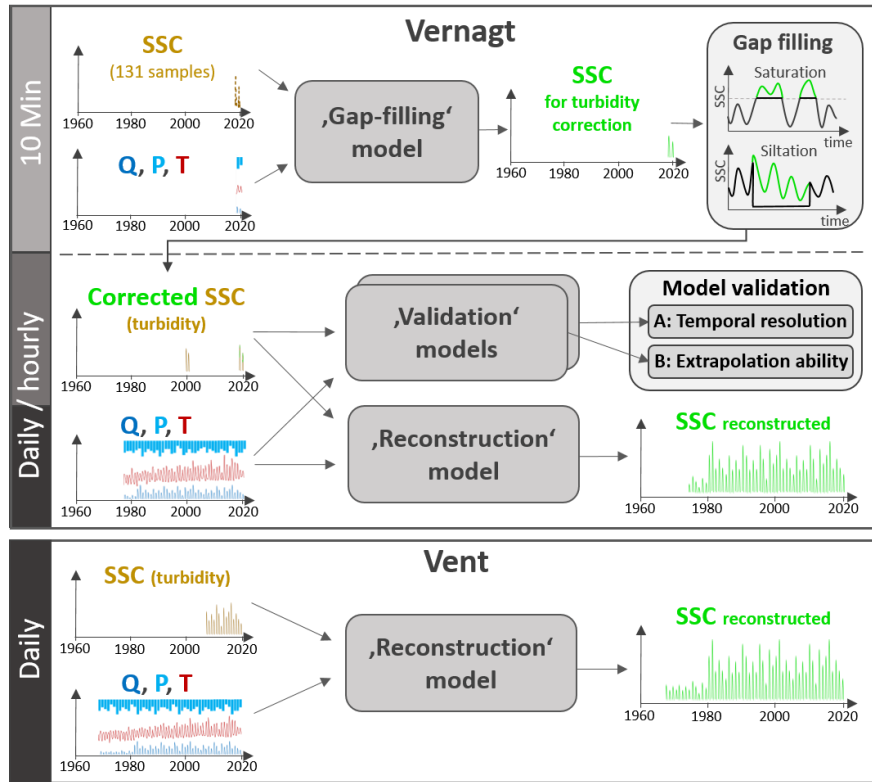 Vernagt
10 Min
SSC
(131 samples)
1960
1980
2000
2020
Q, P, T
1960
1980
2000
2020
‚Gap-filling‘
model
SSC
for turbidity
correction
1960
1980
2000
2020
Gap filling
Saturation
SSC
time
Siltation
SSC
time
Daily / hourly
Corrected SSC
(turbidity)
1960
1980
2000
2020
Q, P, T
1960
1980
2000
2020
‚Validation‘
models
Model validation
A: Temporal resolution
B: Extrapolation ability
‚Reconstruction‘
model
SSC reconstructed
1960
1980
2000
2020
Vent
Daily
SSC (turbidity)
1960
1980
2000
2020
Q, P, T
1960
1980
2000
2020
‚Reconstruction‘
model
SSC reconstructed
1960
1980
2000
2020